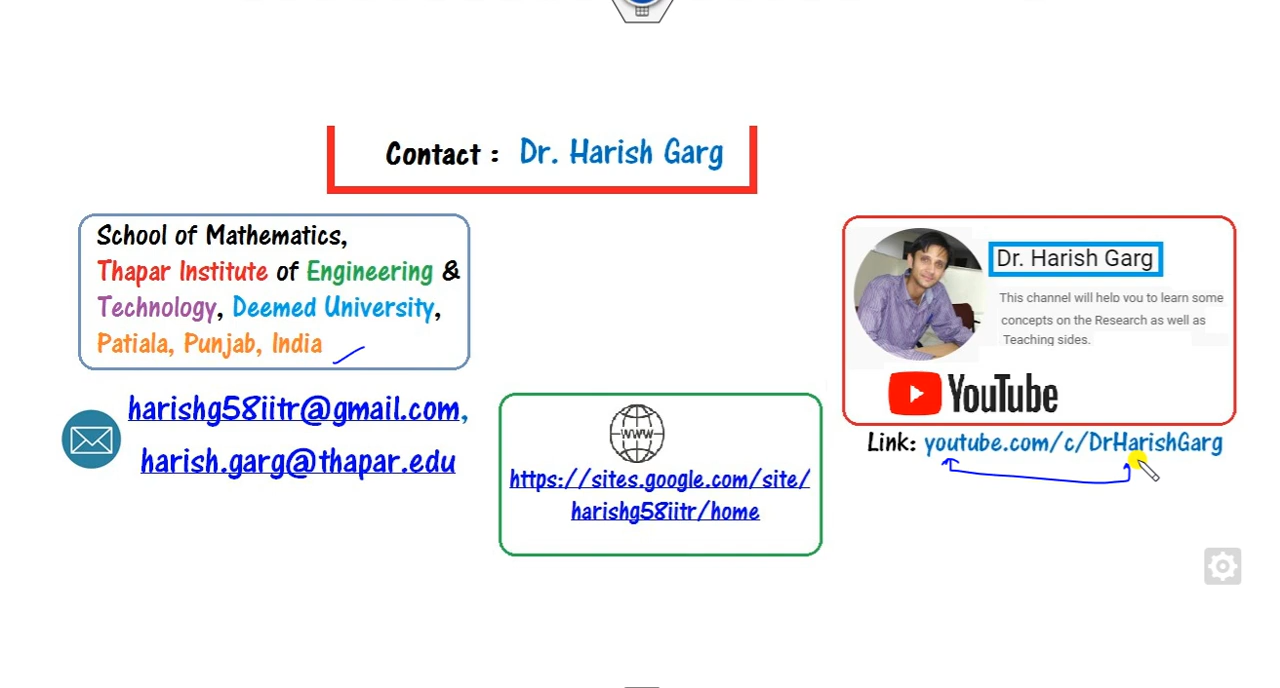 Contact : Dr. Harish Garg
School of Mathematics,
Thapar Institute of Engineering &
Technology, Deemed University,
Patiala, Punjab, India
harishg58iitr@gmail.com,
harish.garg@thapar.edu
WWW
https://sites.google.com/site/
harishg58iitr/home
Dr. Harish Garg
This channel will help you to learn some
concepts on the Research as well as
Teaching sides.
YouTube
Link: youtube.com/c/DrHarishGarg